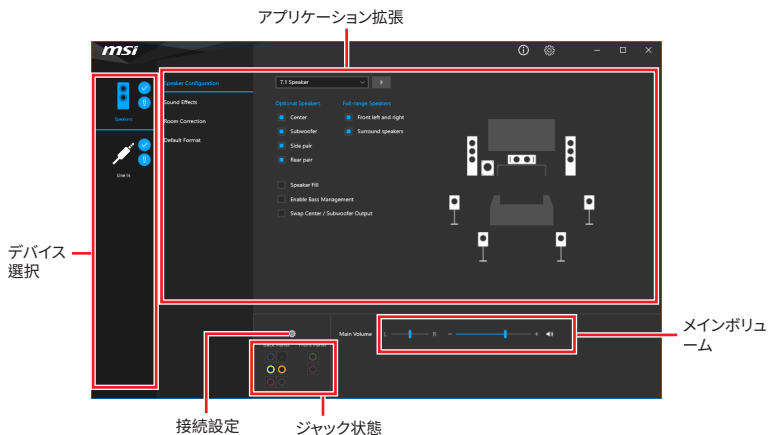 アプリケーション拡張
msi
Speaker Configuration
Sound Effects
Room Correction
Default Format
Speakers
Line In
7.1 Speaker
Optional Speakers
Full-range Speakers
Center
Front left and right
Subwoofer
Surround speakers
Side pair
Rear pair
Speaker Fill
Enable Bass Management
Swap Center / Subwoofer Output
デバイス
選択
Main Volume
L
R
メインボリュ
ーム
Back Panel
Front Panel
接続設定
ジャック状態